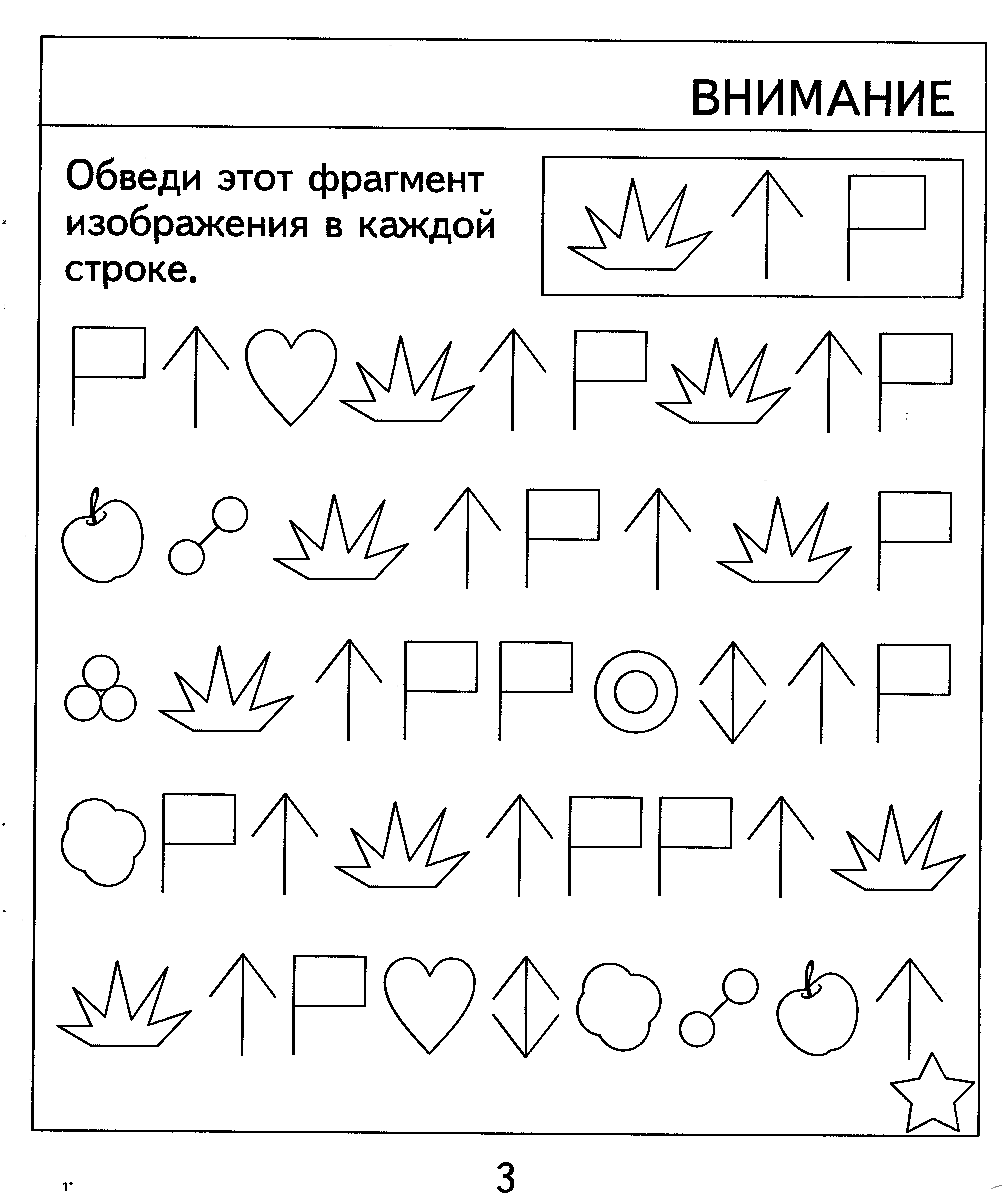 ВНИМАНИЕ
Обведи этот фрагмент
изображения в каждой
строке.
3